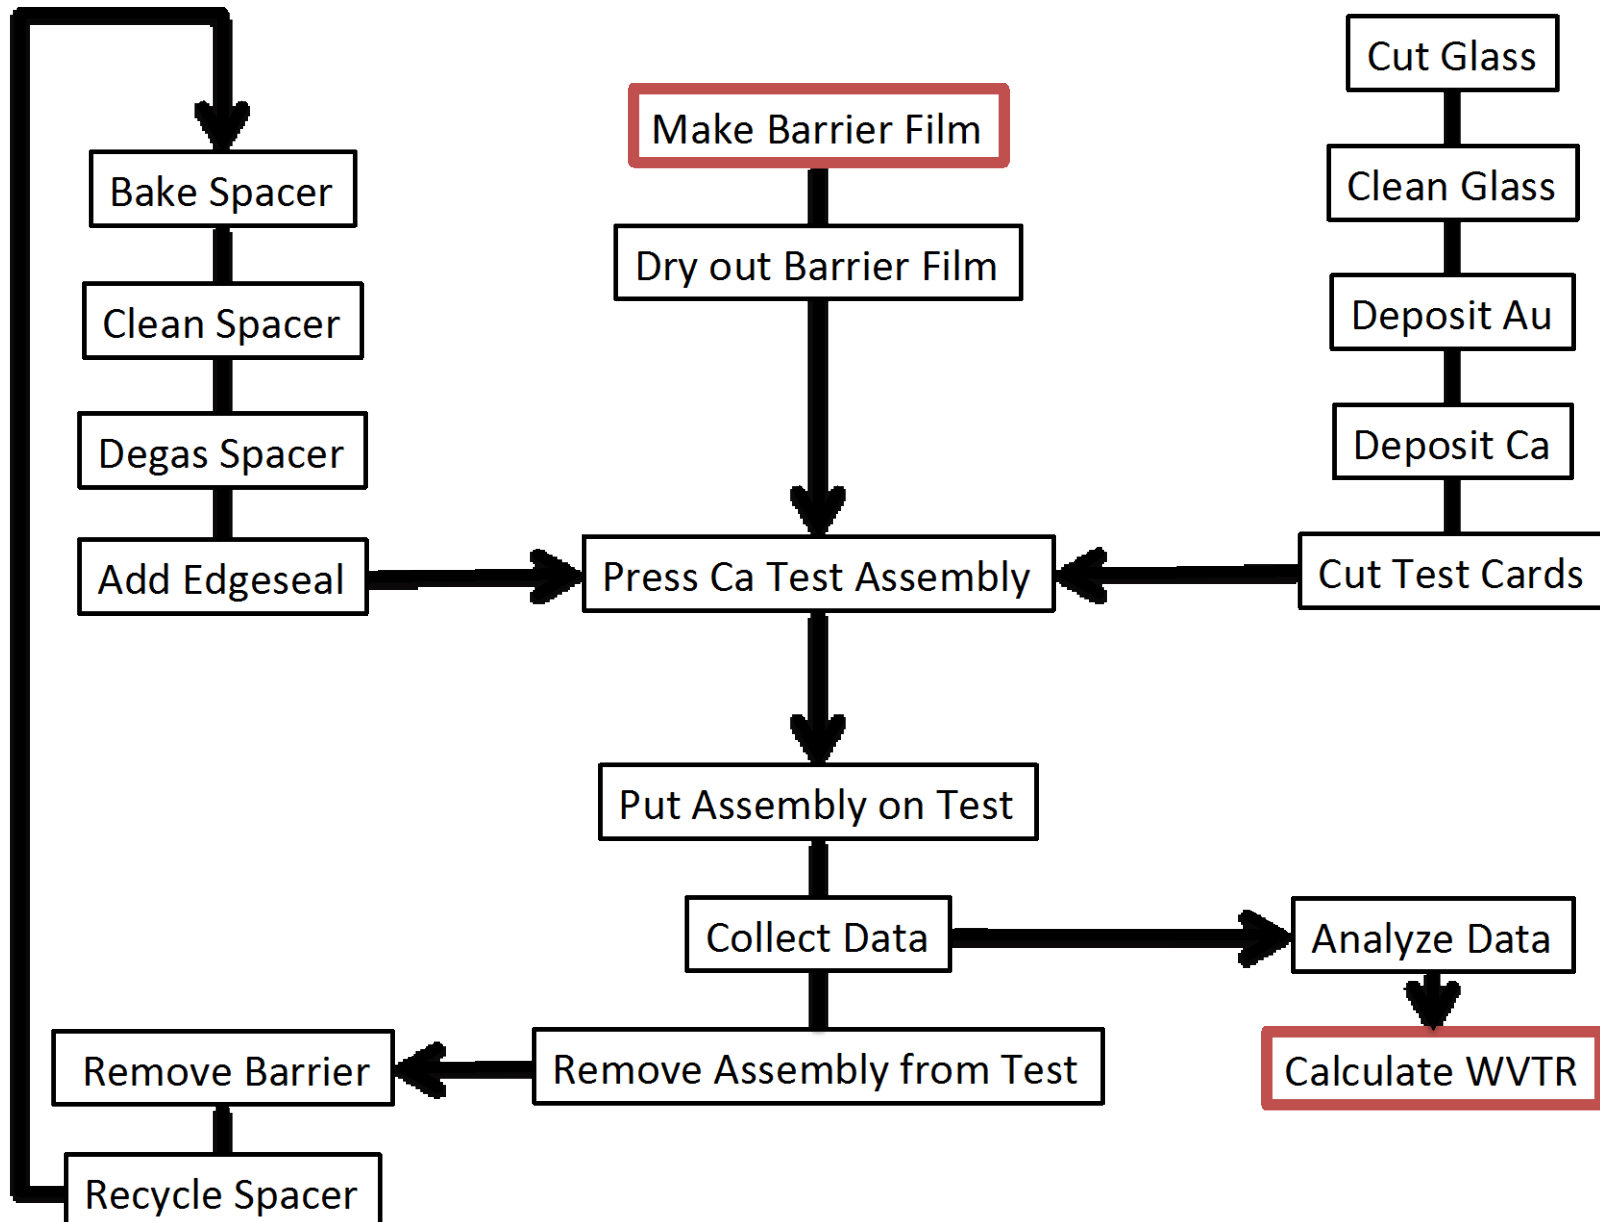 Cut Glass
Make Barrier Film
Bake Spacer
Clean Glass
Dry out Barrier Film
Clean Spacer
Deposit Au
Degas Spacer
Deposit Ca
Add Edgeseal
Press Ca Test Assembly
Cut Test Cards
Put Assembly on Test
Collect Data
Analyze Data
Remove Barrier
Remove Assembly from Test
Calculate WVTR
Recycle Spacer